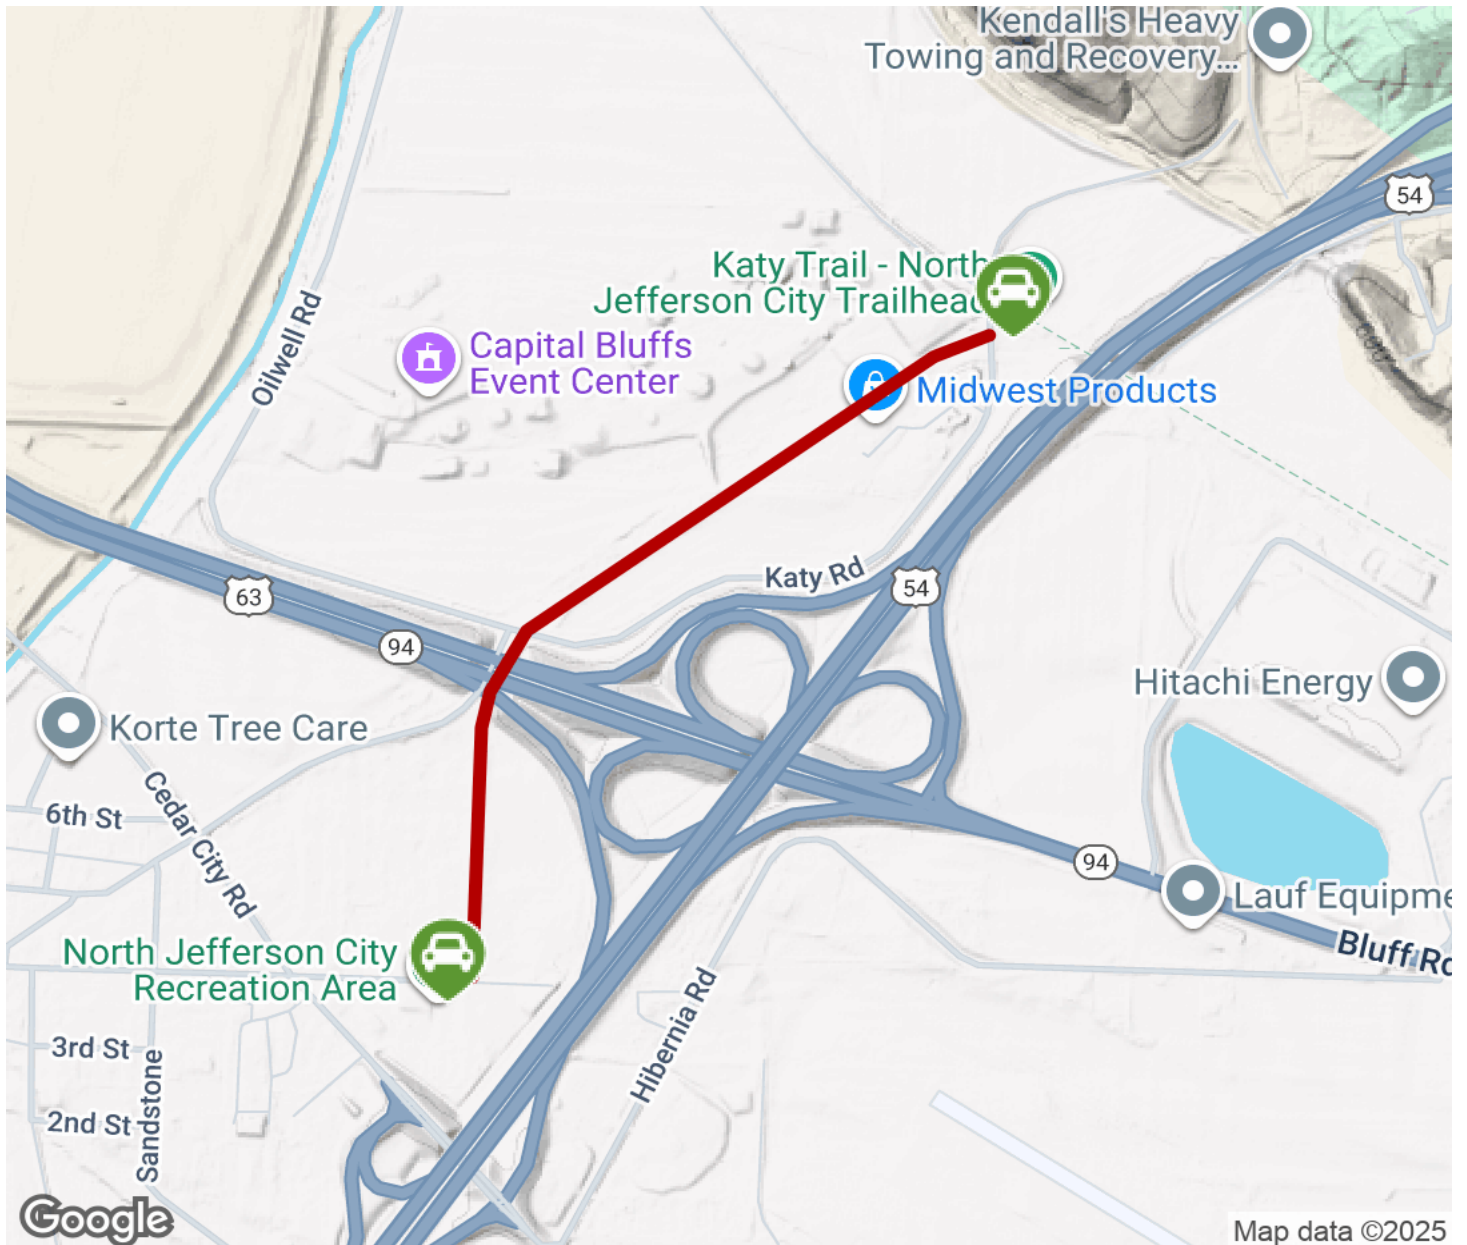 Kendall's Heavy
Towing and Recovery...
54
Katy Trail - North
Jefferson City Trailhead
Oilwell Rd
Capital Bluffs
Event Center
Midwest Products
Katy Rd
54
63
94
Hitachi Energy
Korte Tree Care
Cedar City Rd
6th St
94
Lauf Equipme
Bluff Rd
North Jefferson City
Recreation Area
Hibernia Rd
3rd St
Sandstone
2nd St
Google
Map data ©2025